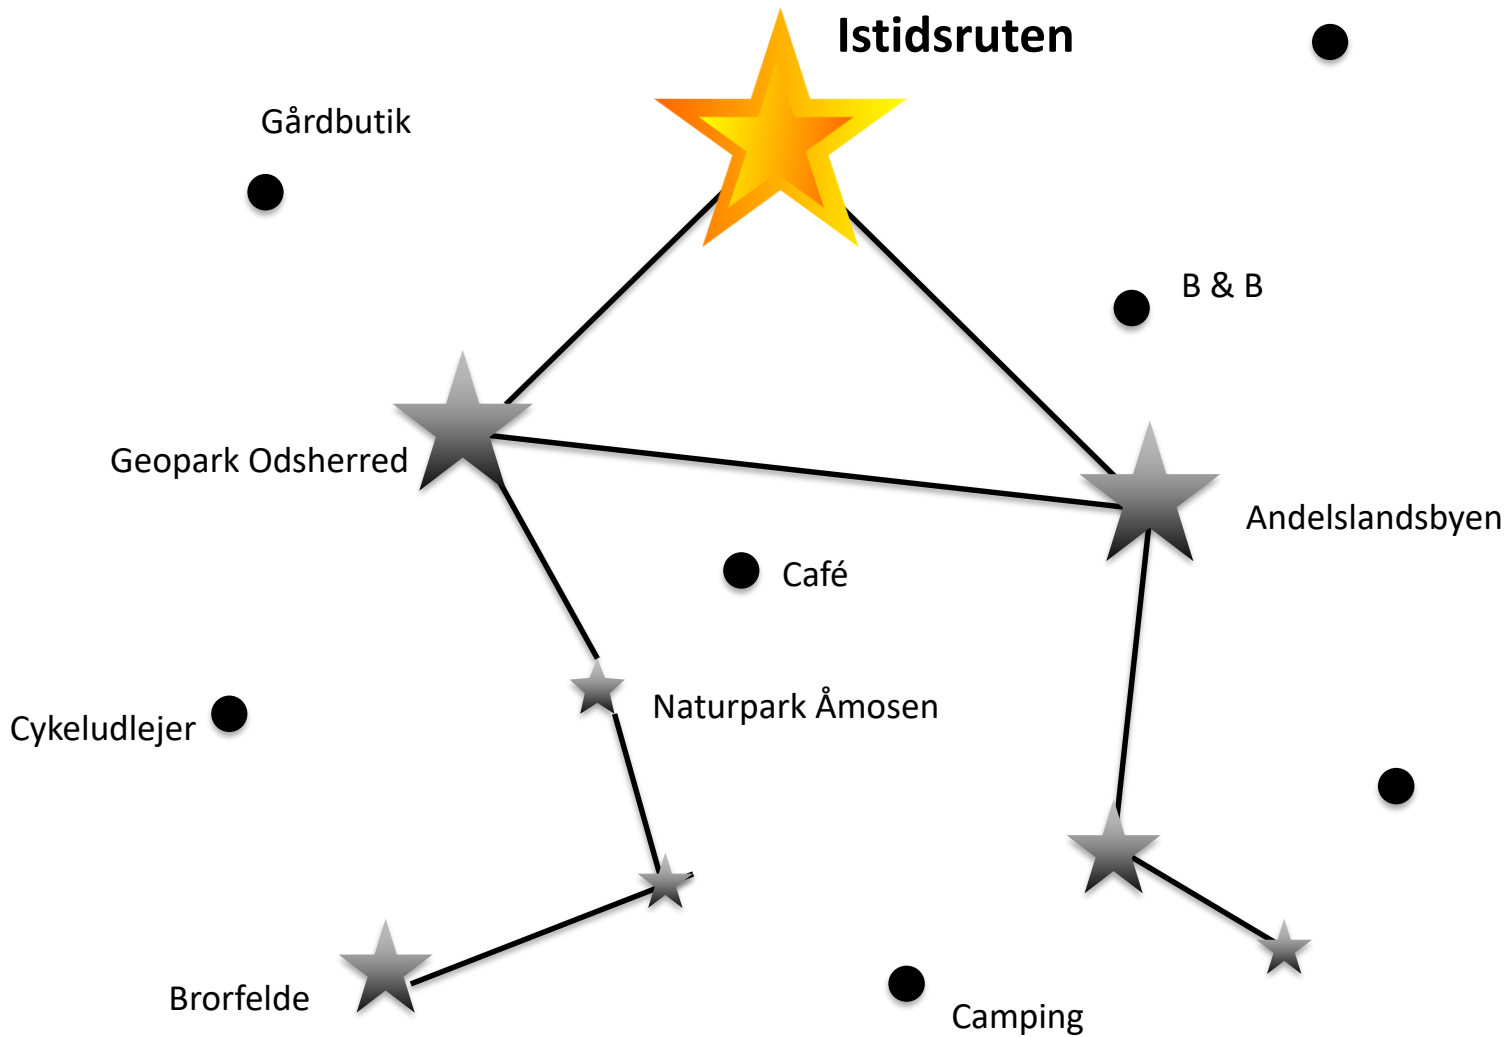 Istidsruten
Gårdbutik
B & B
Geopark Odsherred
Andelslandsbyen
Café
Naturpark Åmosen
Cykeludlejer
Brorfelde
Camping